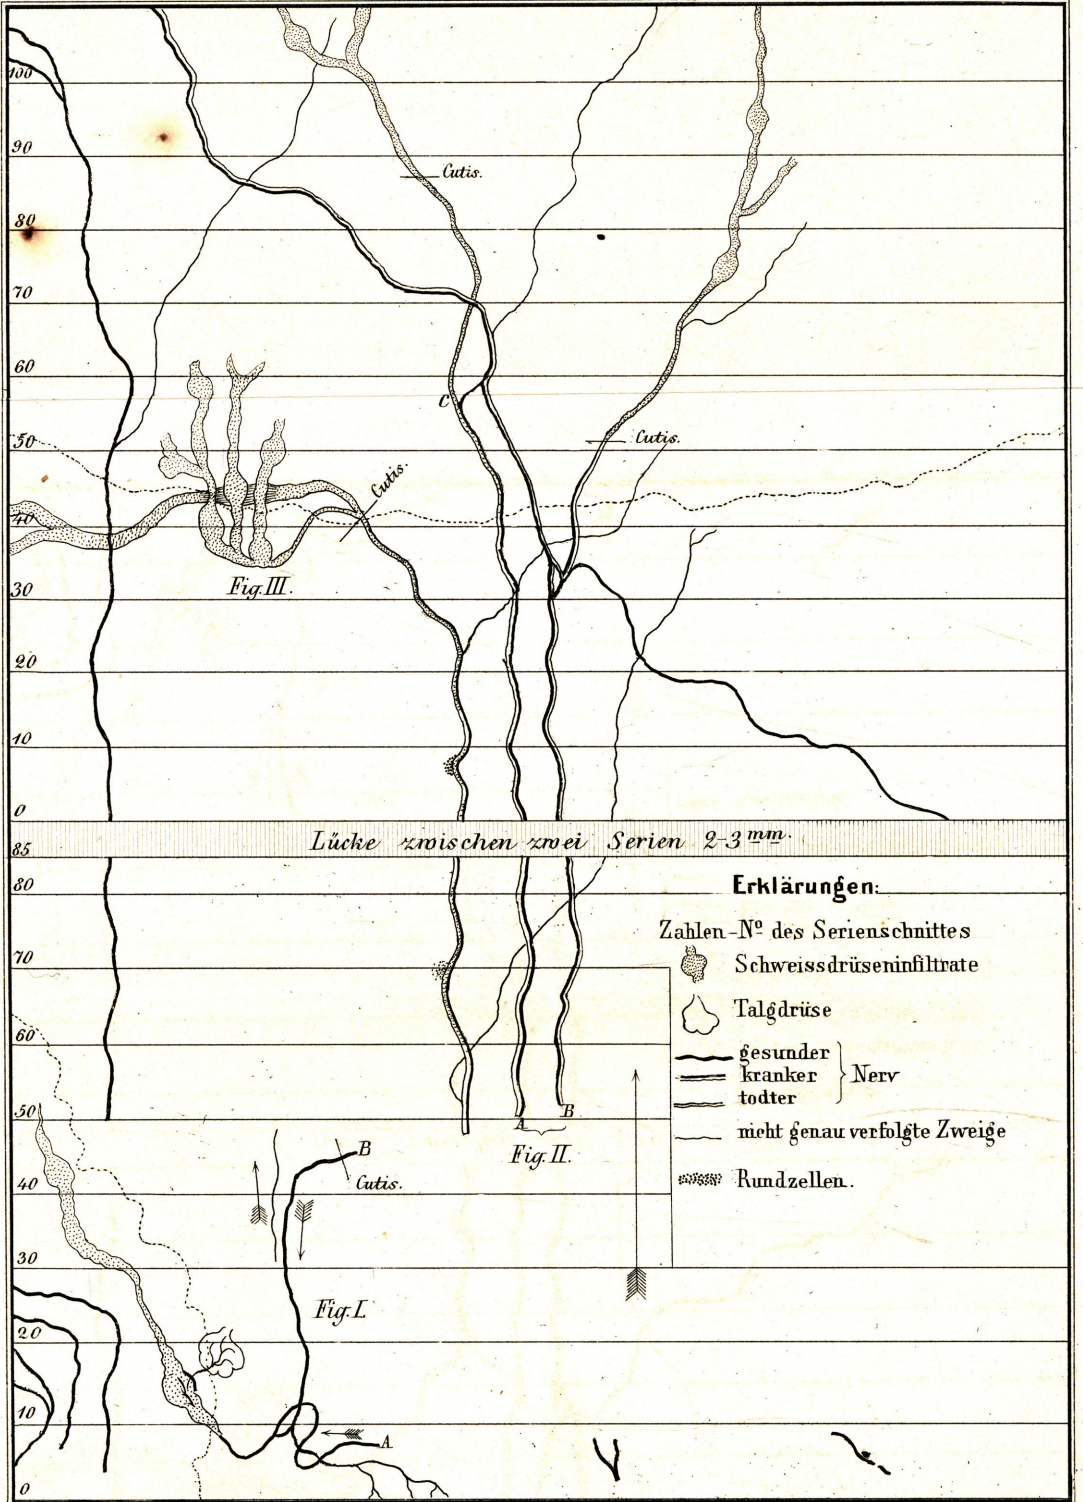 100
90
Cutis.
80
70
60
C
50
Cutis.
Cutis.
40
Fig. III.
30
20
10
0
Lücke zwischen zwei Serien 2-3 mm.
85
80
Erklärungen:
Zahlen-No des Serienschnittes
70
Schweissdrüseninfiltrate
Talgdrüse
60
gesunder
kranker } Nerv
todter
50
A B
nicht genau verfolgte Zweige
Fig. II.
B
Cutis.
40
Rundzellen.
30
Fig. I.
20
10
A
0